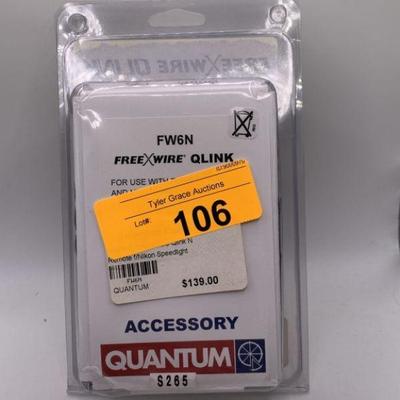 FREEXWIRE QLINK
FW6N
FREEXWIRE® QLINK
FOR USE WITH
Tyler Grace Auctions
Lot#:
106
Qlink N
Remote f/Nikon Speedlight
FW6N
QUANTUM
$139.00
ACCESSORY
QUANTUM
S265